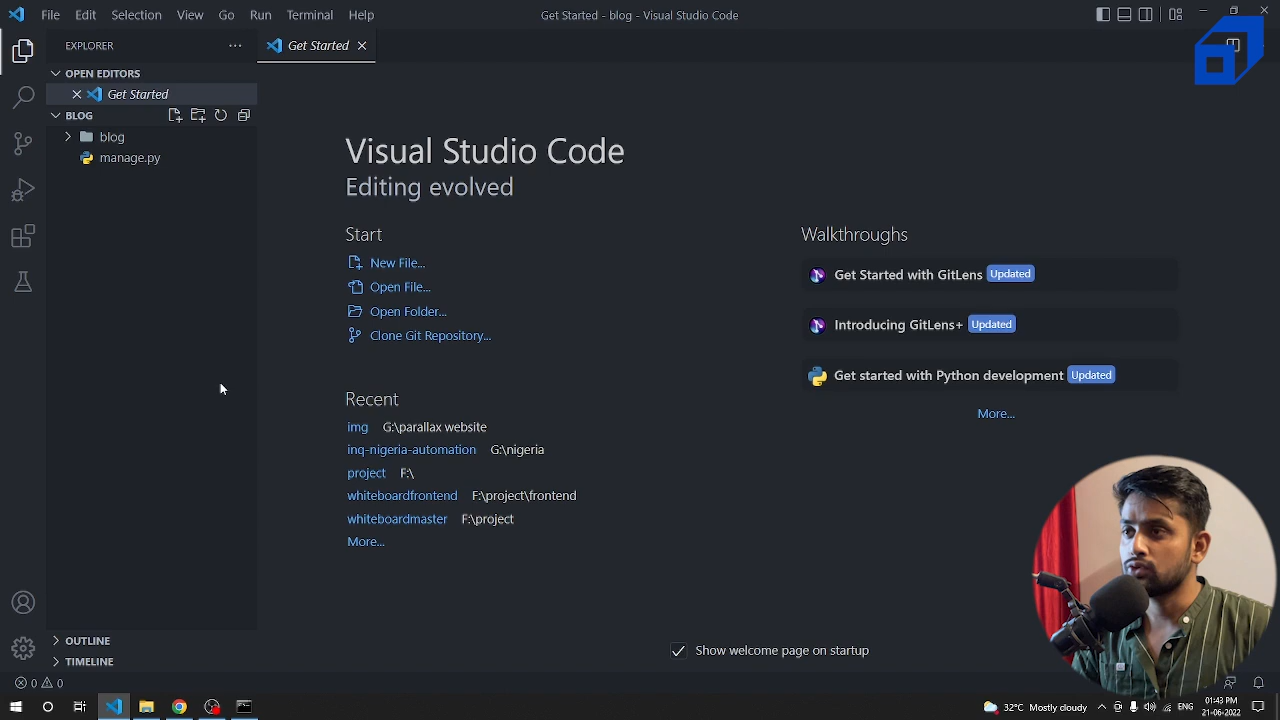 File Edit Selection View Go Run Terminal Help
Get Started - blog - Visual Studio Code
EXPLORER
Get Started
OPEN EDITORS
Get Started
BLOG
blog
manage.py
Visual Studio Code
Editing evolved
Start
New File...
Open File...
Open Folder...
Clone Git Repository...
Recent
img G:\parallax website
inq-nigeria-automation G:\nigeria
project F:\
whiteboardfrontend F:\project\frontend
whiteboardmaster F:\project
More...
Walkthroughs
Get Started with GitLens Updated
Introducing GitLens+ Updated
Get started with Python development Updated
More...
Show welcome page on startup
OUTLINE
TIMELINE
0 0
32°C Mostly cloudy
ENG
01:43 PM
21-06-2022